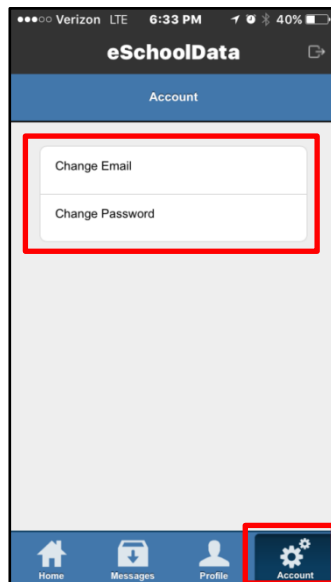 Verizon LTE 6:33 PM 40%
eSchoolData
Account
Change Email
Change Password
Home Messages Profile Account